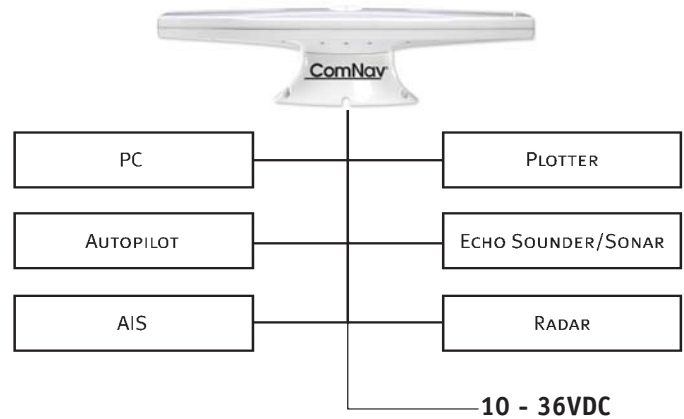 ComNav
PC
PLOTTER
AUTOPILOT
ECHO SOUNDER/SONAR
AIS
RADAR
10 - 36VDC